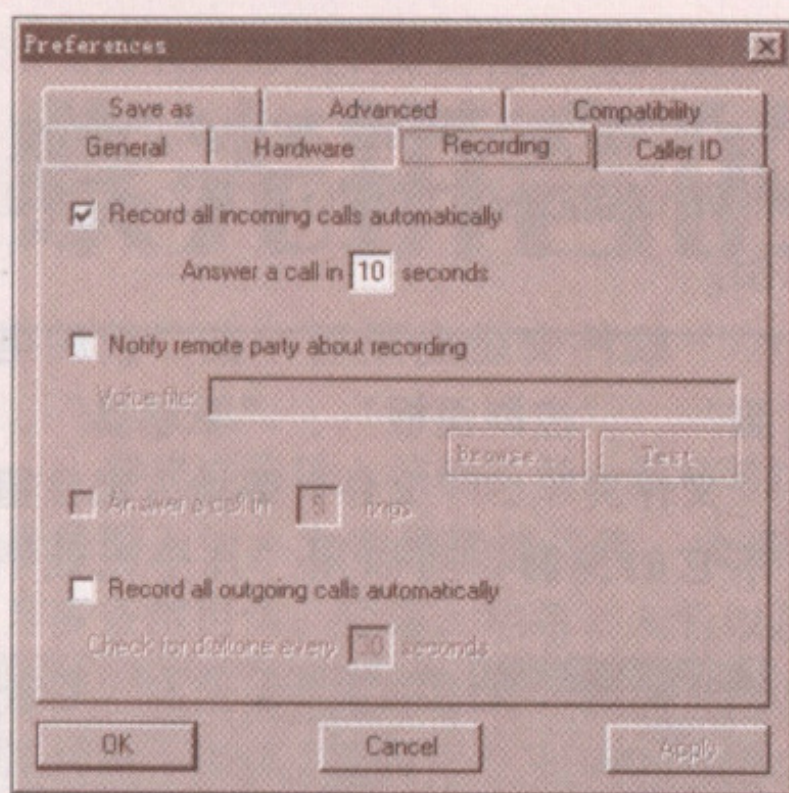 Preferences
Save as Advanced Compatibility
General Hardware Recording Caller ID
Record all incoming calls automatically
Answer a call in 10 seconds
Notify remote party about recording
Voice file:
Browse... Test
Answer a call in rings
Record all outgoing calls automatically
Check for dialtone every 30 seconds
OK Cancel Apply